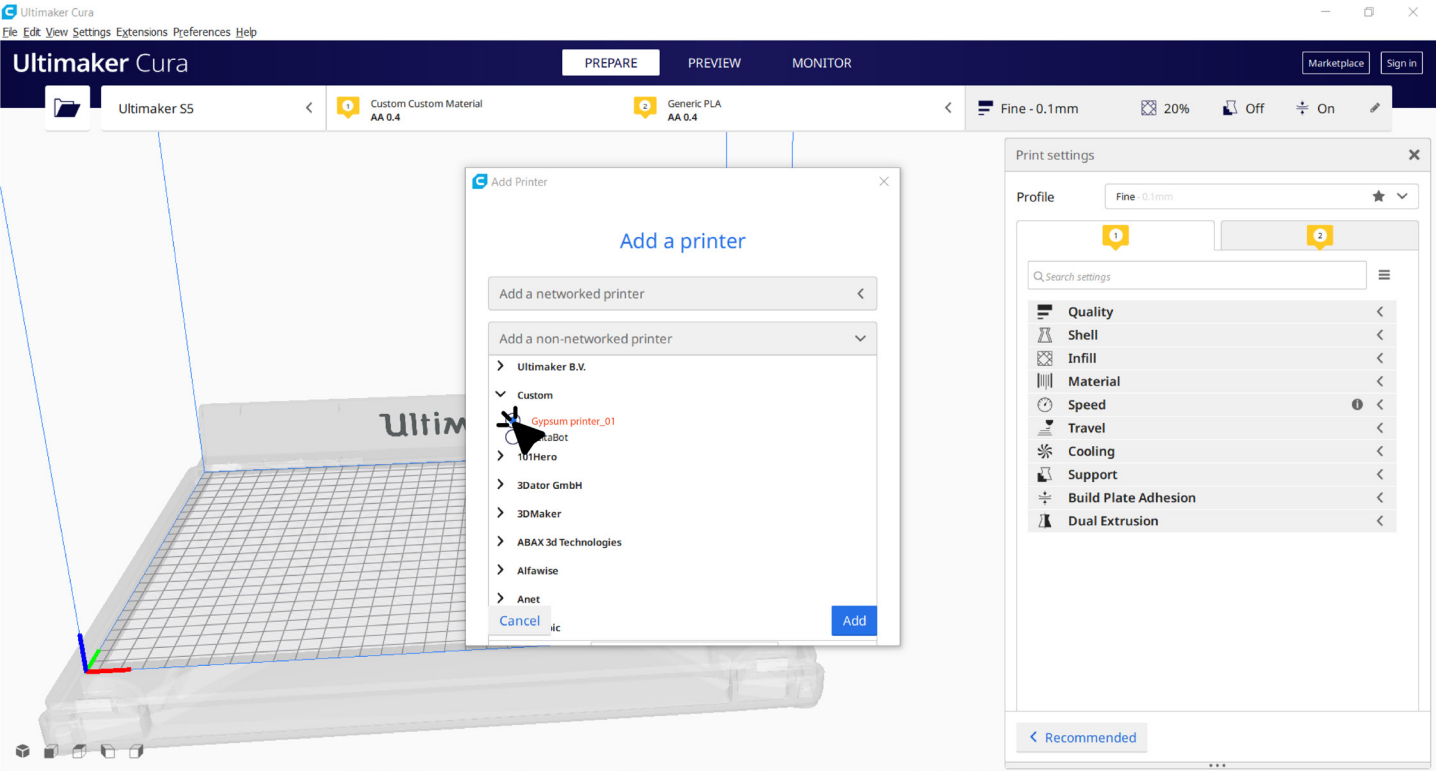 Ultimaker Cura
File Edit View Settings Extensions Preferences Help
Ultimaker Cura
PREPARE
PREVIEW
MONITOR
Marketplace
Sign in
Ultimaker S5
1
Custom Custom Material
AA 0.4
2
Generic PLA
AA 0.4
Fine - 0.1mm
20%
Off
On
Add Printer
Add a printer
Add a networked printer
Add a non-networked printer
Ultimaker B.V.
Custom
Gypsum printer_01
101Hero
3Dator GmbH
3DMaker
ABAX 3d Technologies
Alfawise
Anet
Cancel
Add
Print settings
Profile
Fine - 0.1mm
1
2
Search settings
Quality
Shell
Infill
Material
Speed
Travel
Cooling
Support
Build Plate Adhesion
Dual Extrusion
Recommended